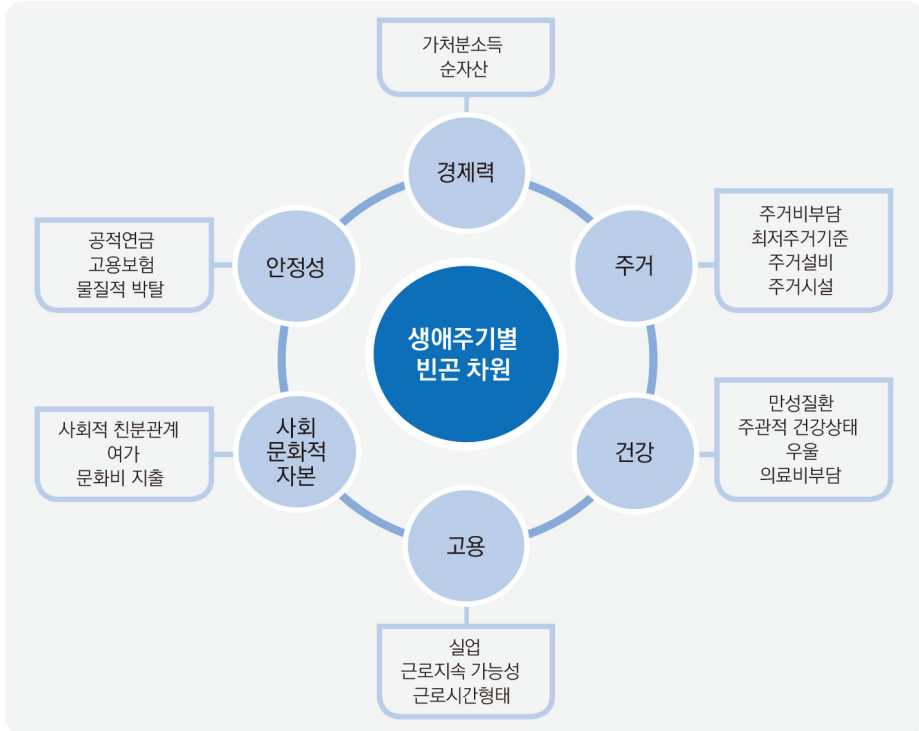 가처분소득
순자산
경제력
주거비부담
최저주거기준
주거설비
주거시설
주거
공적연금
고용보험
물질적 박탈
안정성
생애주기별
빈곤 차원
만성질환
주관적 건강상태
우울
의료비부담
건강
사회적 친분관계
여가
문화비 지출
사회
문화적
자본
고용
실업
근로지속 가능성
근로시간형태